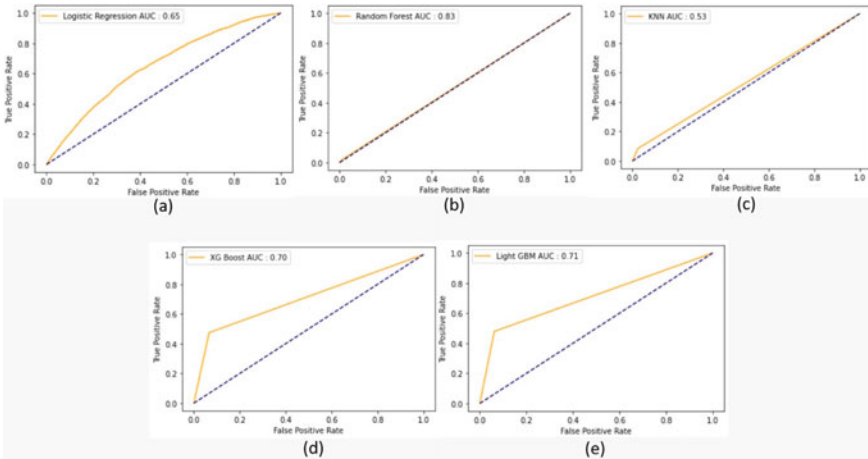 Logistic Regression AUC : 0.65
True Positive Rate
1.0
0.8
0.6
0.4
0.2
0.0
0.0 0.2 0.4 0.6 0.8 1.0
False Positive Rate
(a)
Random Forest AUC : 0.83
True Positive Rate
1.0
0.8
0.6
0.4
0.2
0.0
0.0 0.2 0.4 0.6 0.8 1.0
False Positive Rate
(b)
KNN AUC : 0.53
True Positive Rate
1.0
0.8
0.6
0.4
0.2
0.0
0.0 0.2 0.4 0.6 0.8 1.0
False Positive Rate
(c)
XG Boost AUC : 0.70
True Positive Rate
1.0
0.8
0.6
0.4
0.2
0.0
0.0 0.2 0.4 0.6 0.8 1.0
False Positive Rate
(d)
Light GBM AUC : 0.71
True Positive Rate
1.0
0.8
0.6
0.4
0.2
0.0
0.0 0.2 0.4 0.6 0.8 1.0
False Positive Rate
(e)